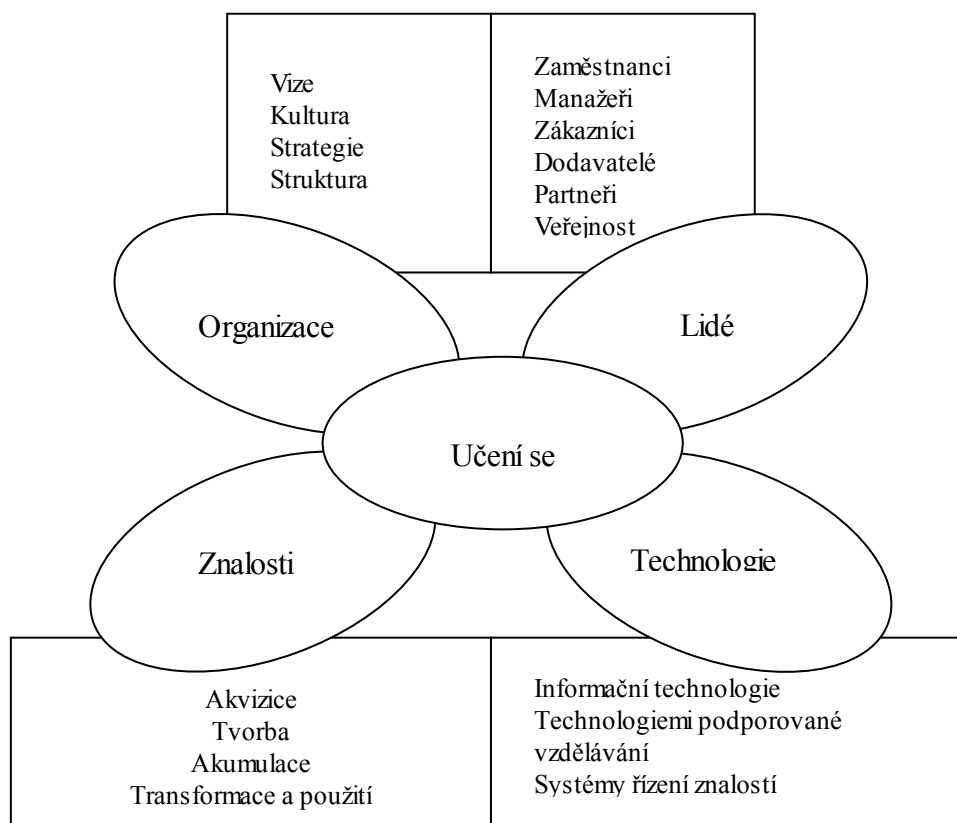 Vize
Kultura
Strategie
Struktura
Zaměstnanci
Manažeři
Zákazníci
Dodavatelé
Partneři
Veřejnost
Organizace
Lidé
Učení se
Znalosti
Technologie
Akvizice
Tvorba
Akumulace
Transformace a použití
Informační technologie
Technologiemi podporované
vzdělávání
Systémy řízení znalostí